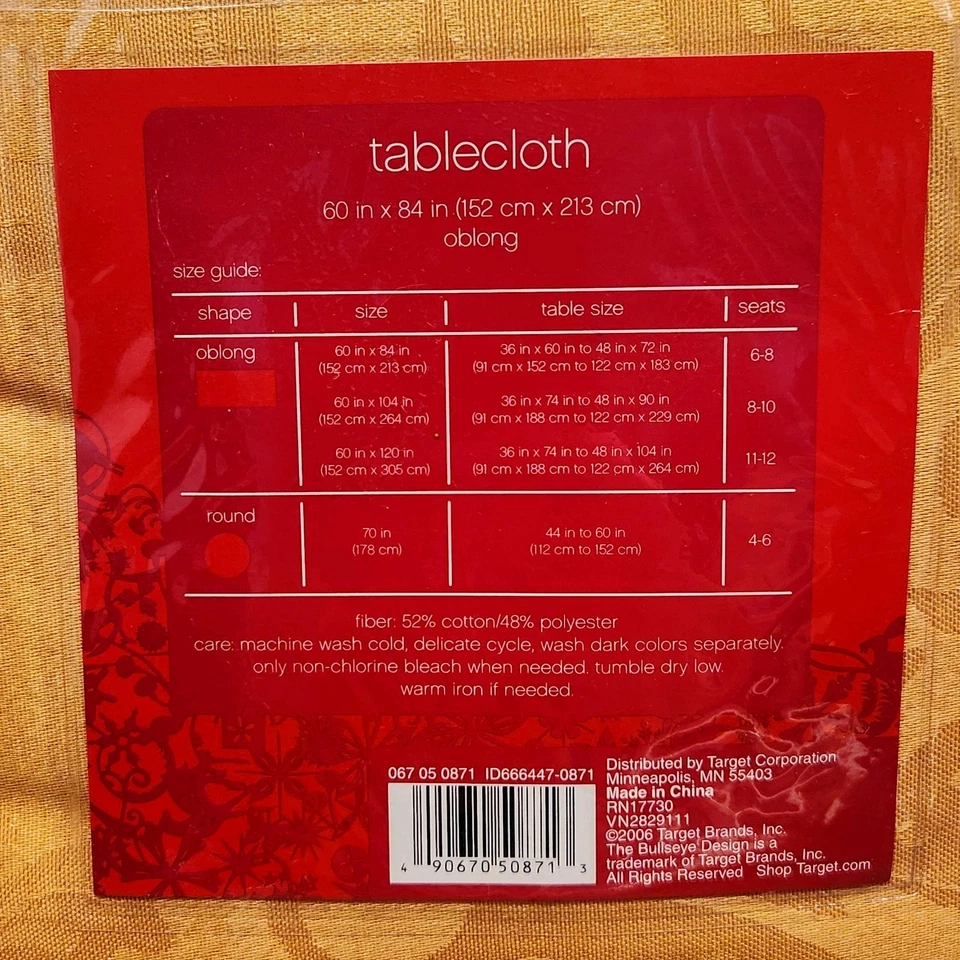 tablecloth
60 in x 84 in (152 cm x 213 cm)
oblong
size guide:
shape size table size seats
oblong 60 in x 84 in 36 in x 60 in to 48 in x 72 in 6-8
(152 cm x 213 cm) (91 cm x 152 cm to 122 cm x 183 cm)
60 in x 104 in 36 in x 74 in to 48 in x 90 in 8-10
(152 cm x 264 cm) (91 cm x 188 cm to 122 cm x 229 cm)
60 in x 120 in 36 in x 74 in to 48 in x 104 in 11-12
(152 cm x 305 cm) (91 cm x 188 cm to 122 cm x 264 cm)
round 70 in 44 in to 60 in 4-6
(178 cm) (112 cm to 152 cm)
fiber: 52% cotton/48% polyester
care: machine wash cold, delicate cycle, wash dark colors separately.
only non-chlorine bleach when needed. tumble dry low.
warm iron if needed.
067 05 0871 ID666447-0871
4 90670 50871 3
Distributed by Target Corporation
Minneapolis, MN 55403
Made in China
RN17730
VN2829111
©2006 Target Brands, Inc.
The Bullseye Design is a
trademark of Target Brands, Inc.
All Rights Reserved Shop Target.com